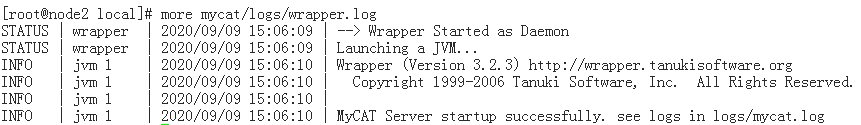 [root@node2 local]# more mycat/logs/wrapper.log
STATUS | wrapper  | 2020/09/09 15:06:09 | --> Wrapper Started as Daemon
STATUS | wrapper  | 2020/09/09 15:06:09 | Launching a JVM...
INFO   | jvm 1    | 2020/09/09 15:06:10 | Wrapper (Version 3.2.3) http://wrapper.tanukisoftware.org
INFO   | jvm 1    | 2020/09/09 15:06:10 |   Copyright 1999-2006 Tanuki Software, Inc.  All Rights Reserved.
INFO   | jvm 1    | 2020/09/09 15:06:10 |
INFO   | jvm 1    | 2020/09/09 15:06:10 | MyCAT Server startup successfully. see logs in logs/mycat.log